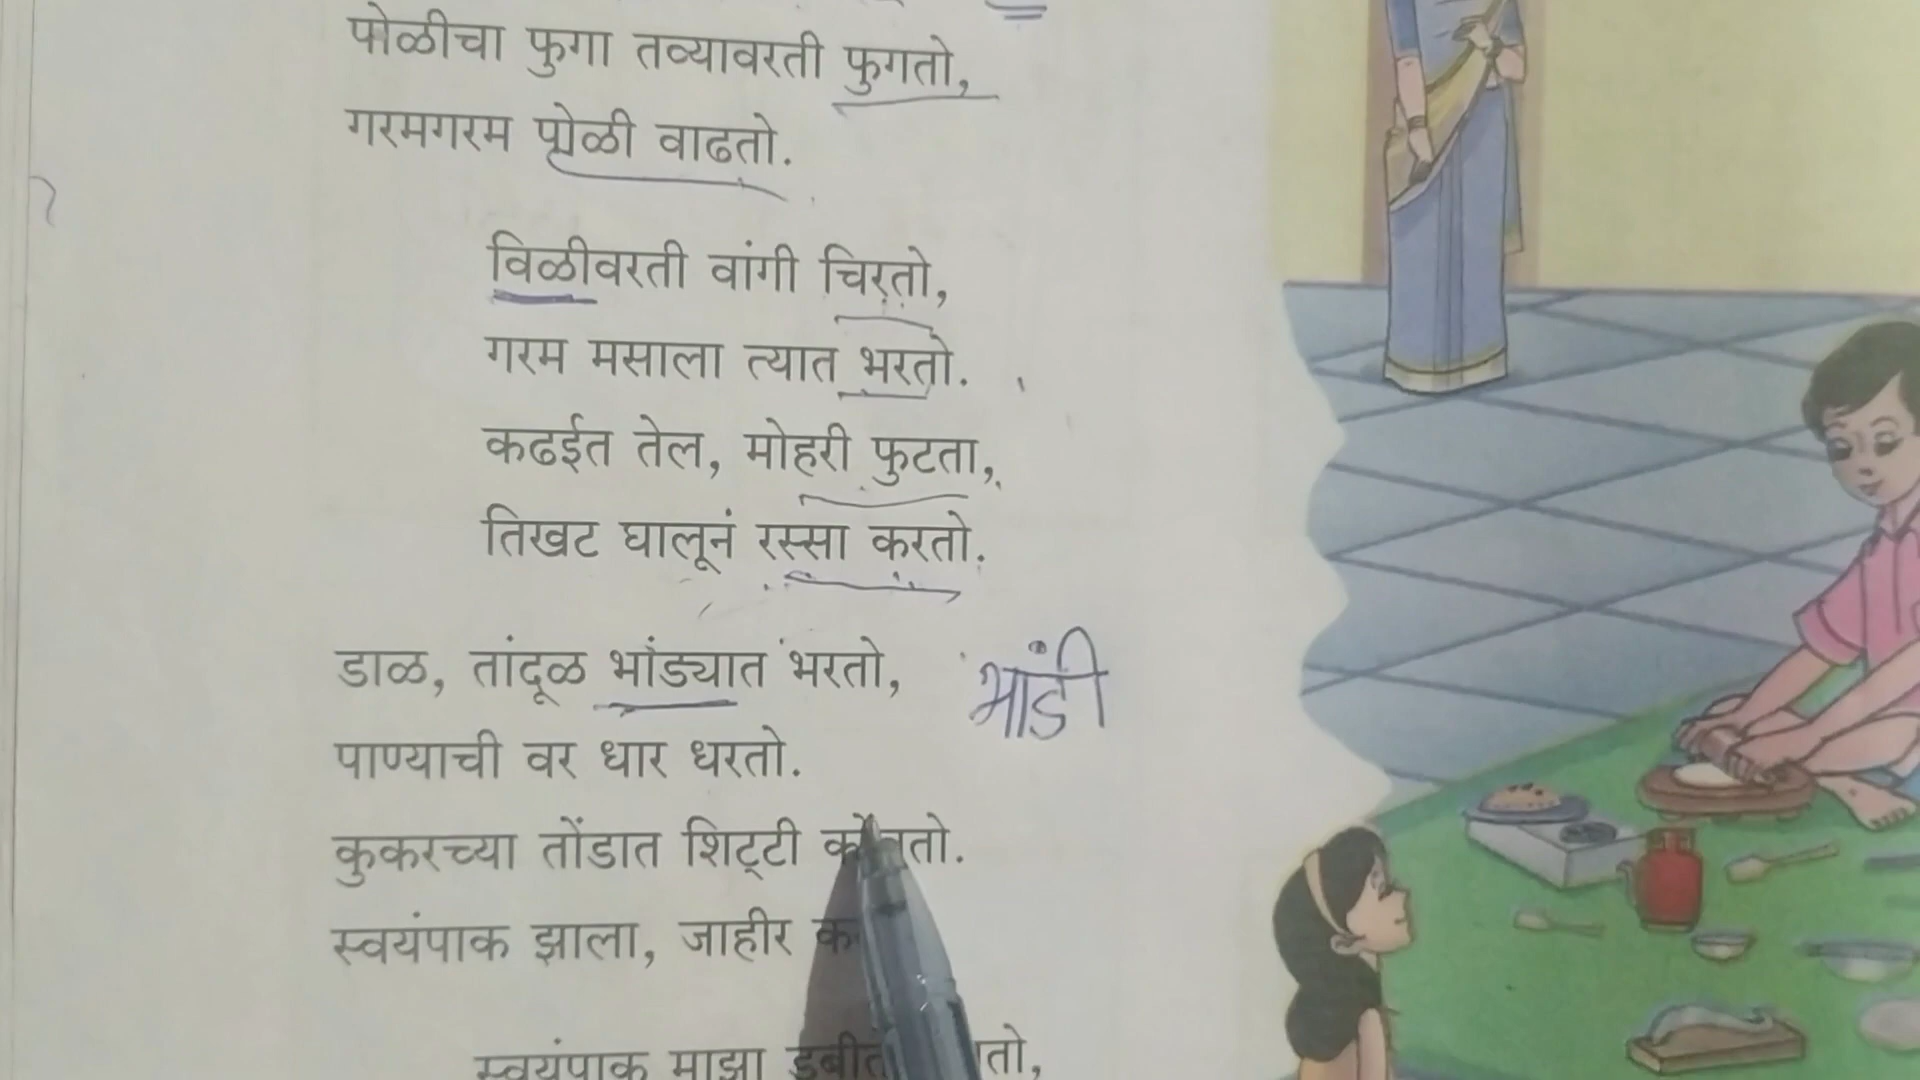 पोळीचा फुगा तव्यावरती फुगतो,
गरमगरम पोळी वाढतो.
विळीवरती वांगी चिरतो,
गरम मसाला त्यात भरतो.
कढईत तेल, मोहरी फुटता,
तिखट घालूनं रस्सा करतो.
डाळ, तांदूळ भांड्यात भरतो,
भांडी
पाण्याची वर धार धरतो.
कुकरच्या तोंडात शिट्टी
स्वयंपाक झाला, जाहीर
स्वयंपाक माझा